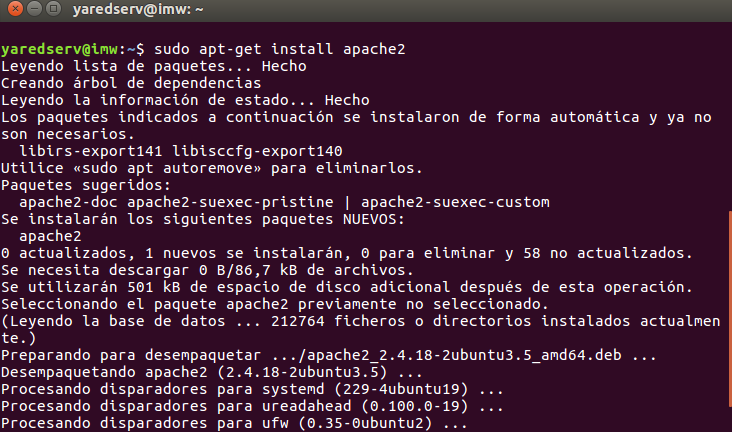 yaredserv@imw: ~
yaredserv@imw:~$ sudo apt-get install apache2
Leyendo lista de paquetes... Hecho
Creando árbol de dependencias
Leyendo la información de estado... Hecho
Los paquetes indicados a continuación se instalaron de forma automática y ya no
son necesarios.
  libirs-export141 libisccfg-export140
Utilice «sudo apt autoremove» para eliminarlos.
Paquetes sugeridos:
  apache2-doc apache2-suexec-pristine | apache2-suexec-custom
Se instalarán los siguientes paquetes NUEVOS:
  apache2
0 actualizados, 1 nuevos se instalarán, 0 para eliminar y 58 no actualizados.
Se necesita descargar 0 B/86,7 kB de archivos.
Se utilizarán 501 kB de espacio de disco adicional después de esta operación.
Seleccionando el paquete apache2 previamente no seleccionado.
(Leyendo la base de datos ... 212764 ficheros o directorios instalados actualmen
te.)
Preparando para desempaquetar .../apache2_2.4.18-2ubuntu3.5_amd64.deb ...
Desempaquetando apache2 (2.4.18-2ubuntu3.5) ...
Procesando disparadores para systemd (229-4ubuntu19) ...
Procesando disparadores para ureadahead (0.100.0-19) ...
Procesando disparadores para ufw (0.35-0ubuntu2) ...